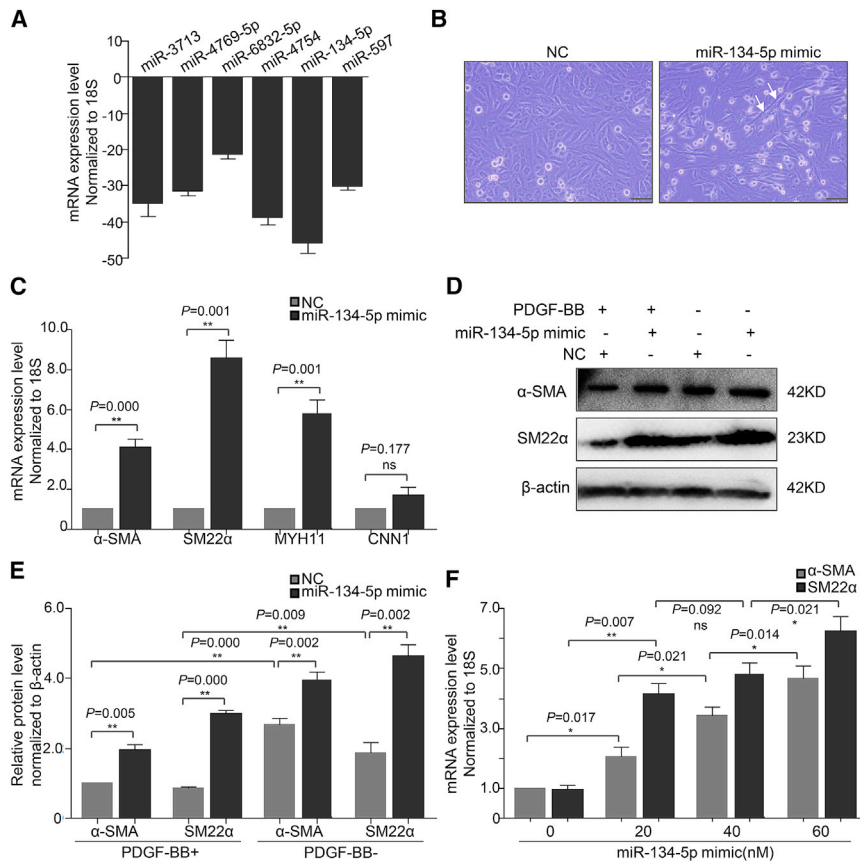 A
mRNA expression level
Normalized to 18S
10
0
-10
-20
-30
-40
-50
miR-3713
miR-4769-5p
miR-6832-5p
miR-4754
miR-134-5p
miR-597
B
NC
miR-134-5p mimic
C
NC
miR-134-5p mimic
mRNA expression level
Normalized to 18S
10.0
8.0
6.0
4.0
2.0
0.0
P=0.000
**
P=0.001
**
P=0.001
**
P=0.177
ns
α-SMA
SM22α
MYH11
CNN1
D
PDGF-BB + + - -
miR-134-5p mimic - + - +
NC + - + -
α-SMA 42KD
SM22α 23KD
β-actin 42KD
E
NC
miR-134-5p mimic
Relative protein level
normalized to β-actin
6.0
4.0
2.0
0
P=0.009
**
P=0.002
**
P=0.000
**
P=0.002
**
P=0.000
**
P=0.005
**
α-SMA
SM22α
α-SMA
SM22α
PDGF-BB+
PDGF-BB-
F
α-SMA
SM22α
mRNA expression level
Normalized to 18S
7.0
5.0
3.0
1.0
0
P=0.017
*
P=0.007
**
P=0.021
*
P=0.092
ns
P=0.014
*
P=0.021
*
0
20
40
60
miR-134-5p mimic(nM)